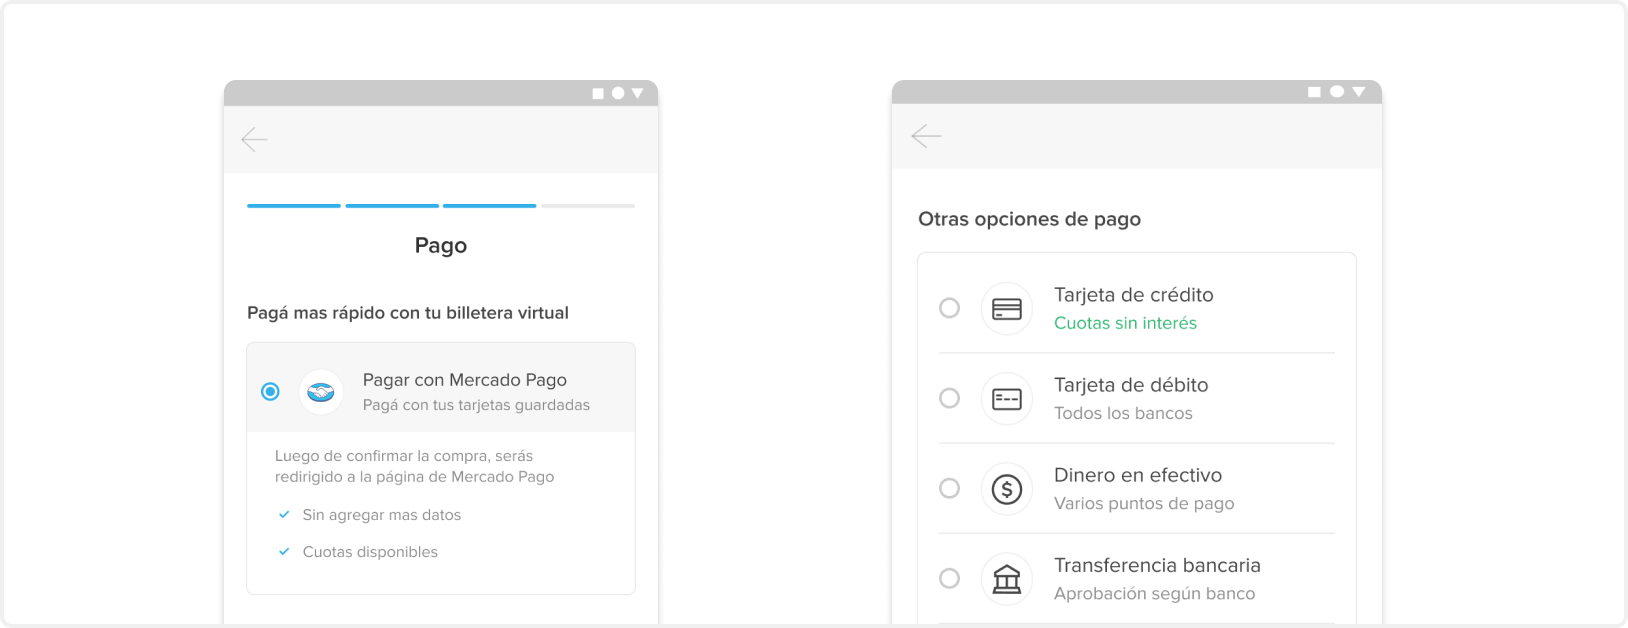 Pago
Pagá mas rápido con tu billetera virtual
Pagar con Mercado Pago
Pagá con tus tarjetas guardadas
Luego de confirmar la compra, serás
redirigido a la página de Mercado Pago
Sin agregar mas datos
Cuotas disponibles
Otras opciones de pago
Tarjeta de crédito
Cuotas sin interés
Tarjeta de débito
Todos los bancos
Dinero en efectivo
Varios puntos de pago
Transferencia bancaria
Aprobación según banco